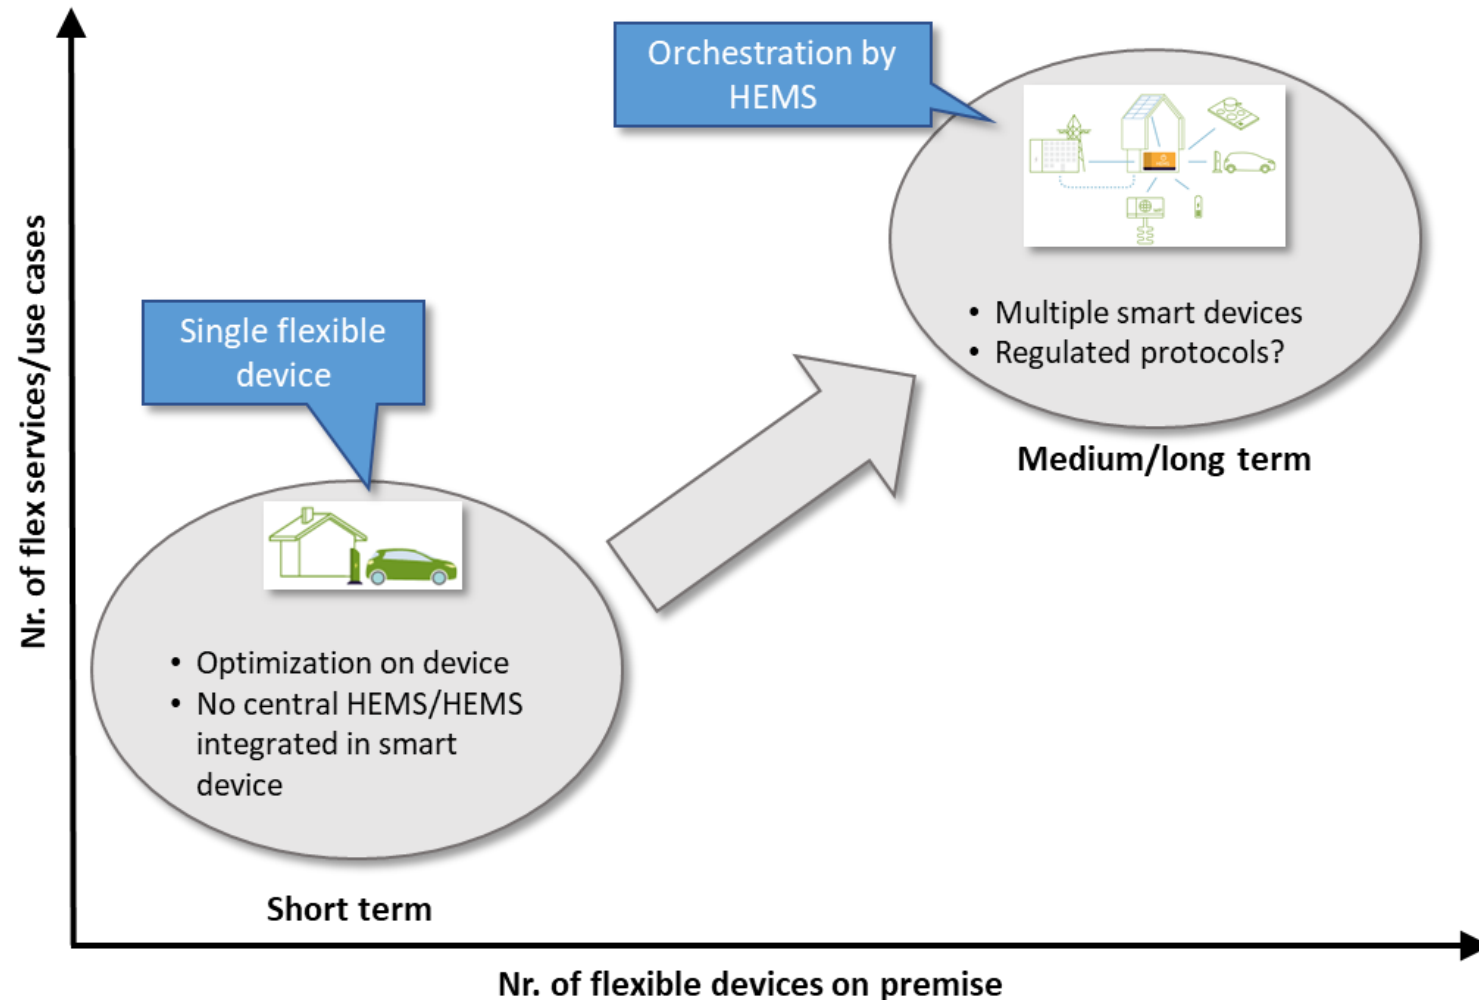 Orchestration by
HEMS
Single flexible
device
• Multiple smart devices
• Regulated protocols?
Medium/long term
• Optimization on device
• No central HEMS/HEMS
integrated in smart
device
Short term
Nr. of flex services/use cases
Nr. of flexible devices on premise